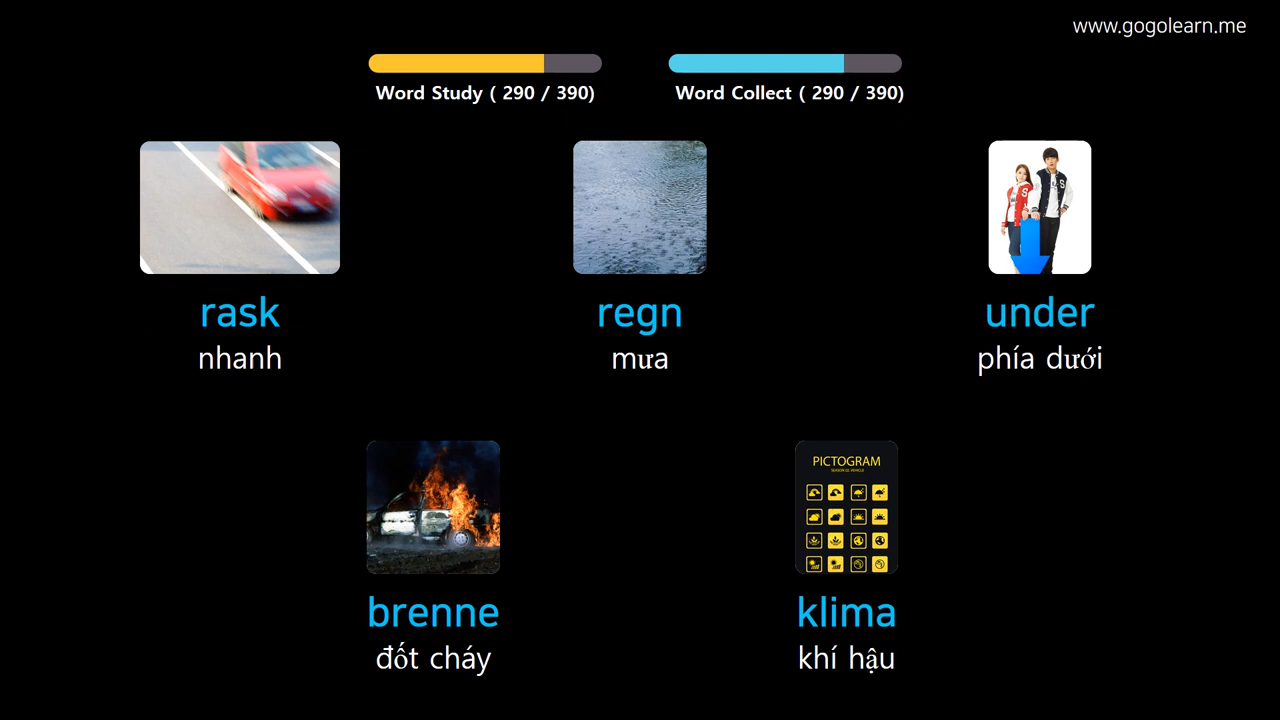 www.gogolearn.me
Word Study ( 290 / 390)
Word Collect ( 290 / 390)
rask
nhanh
regn
mưa
under
phía dưới
brenne
đốt cháy
PICTOGRAM
klima
khí hậu